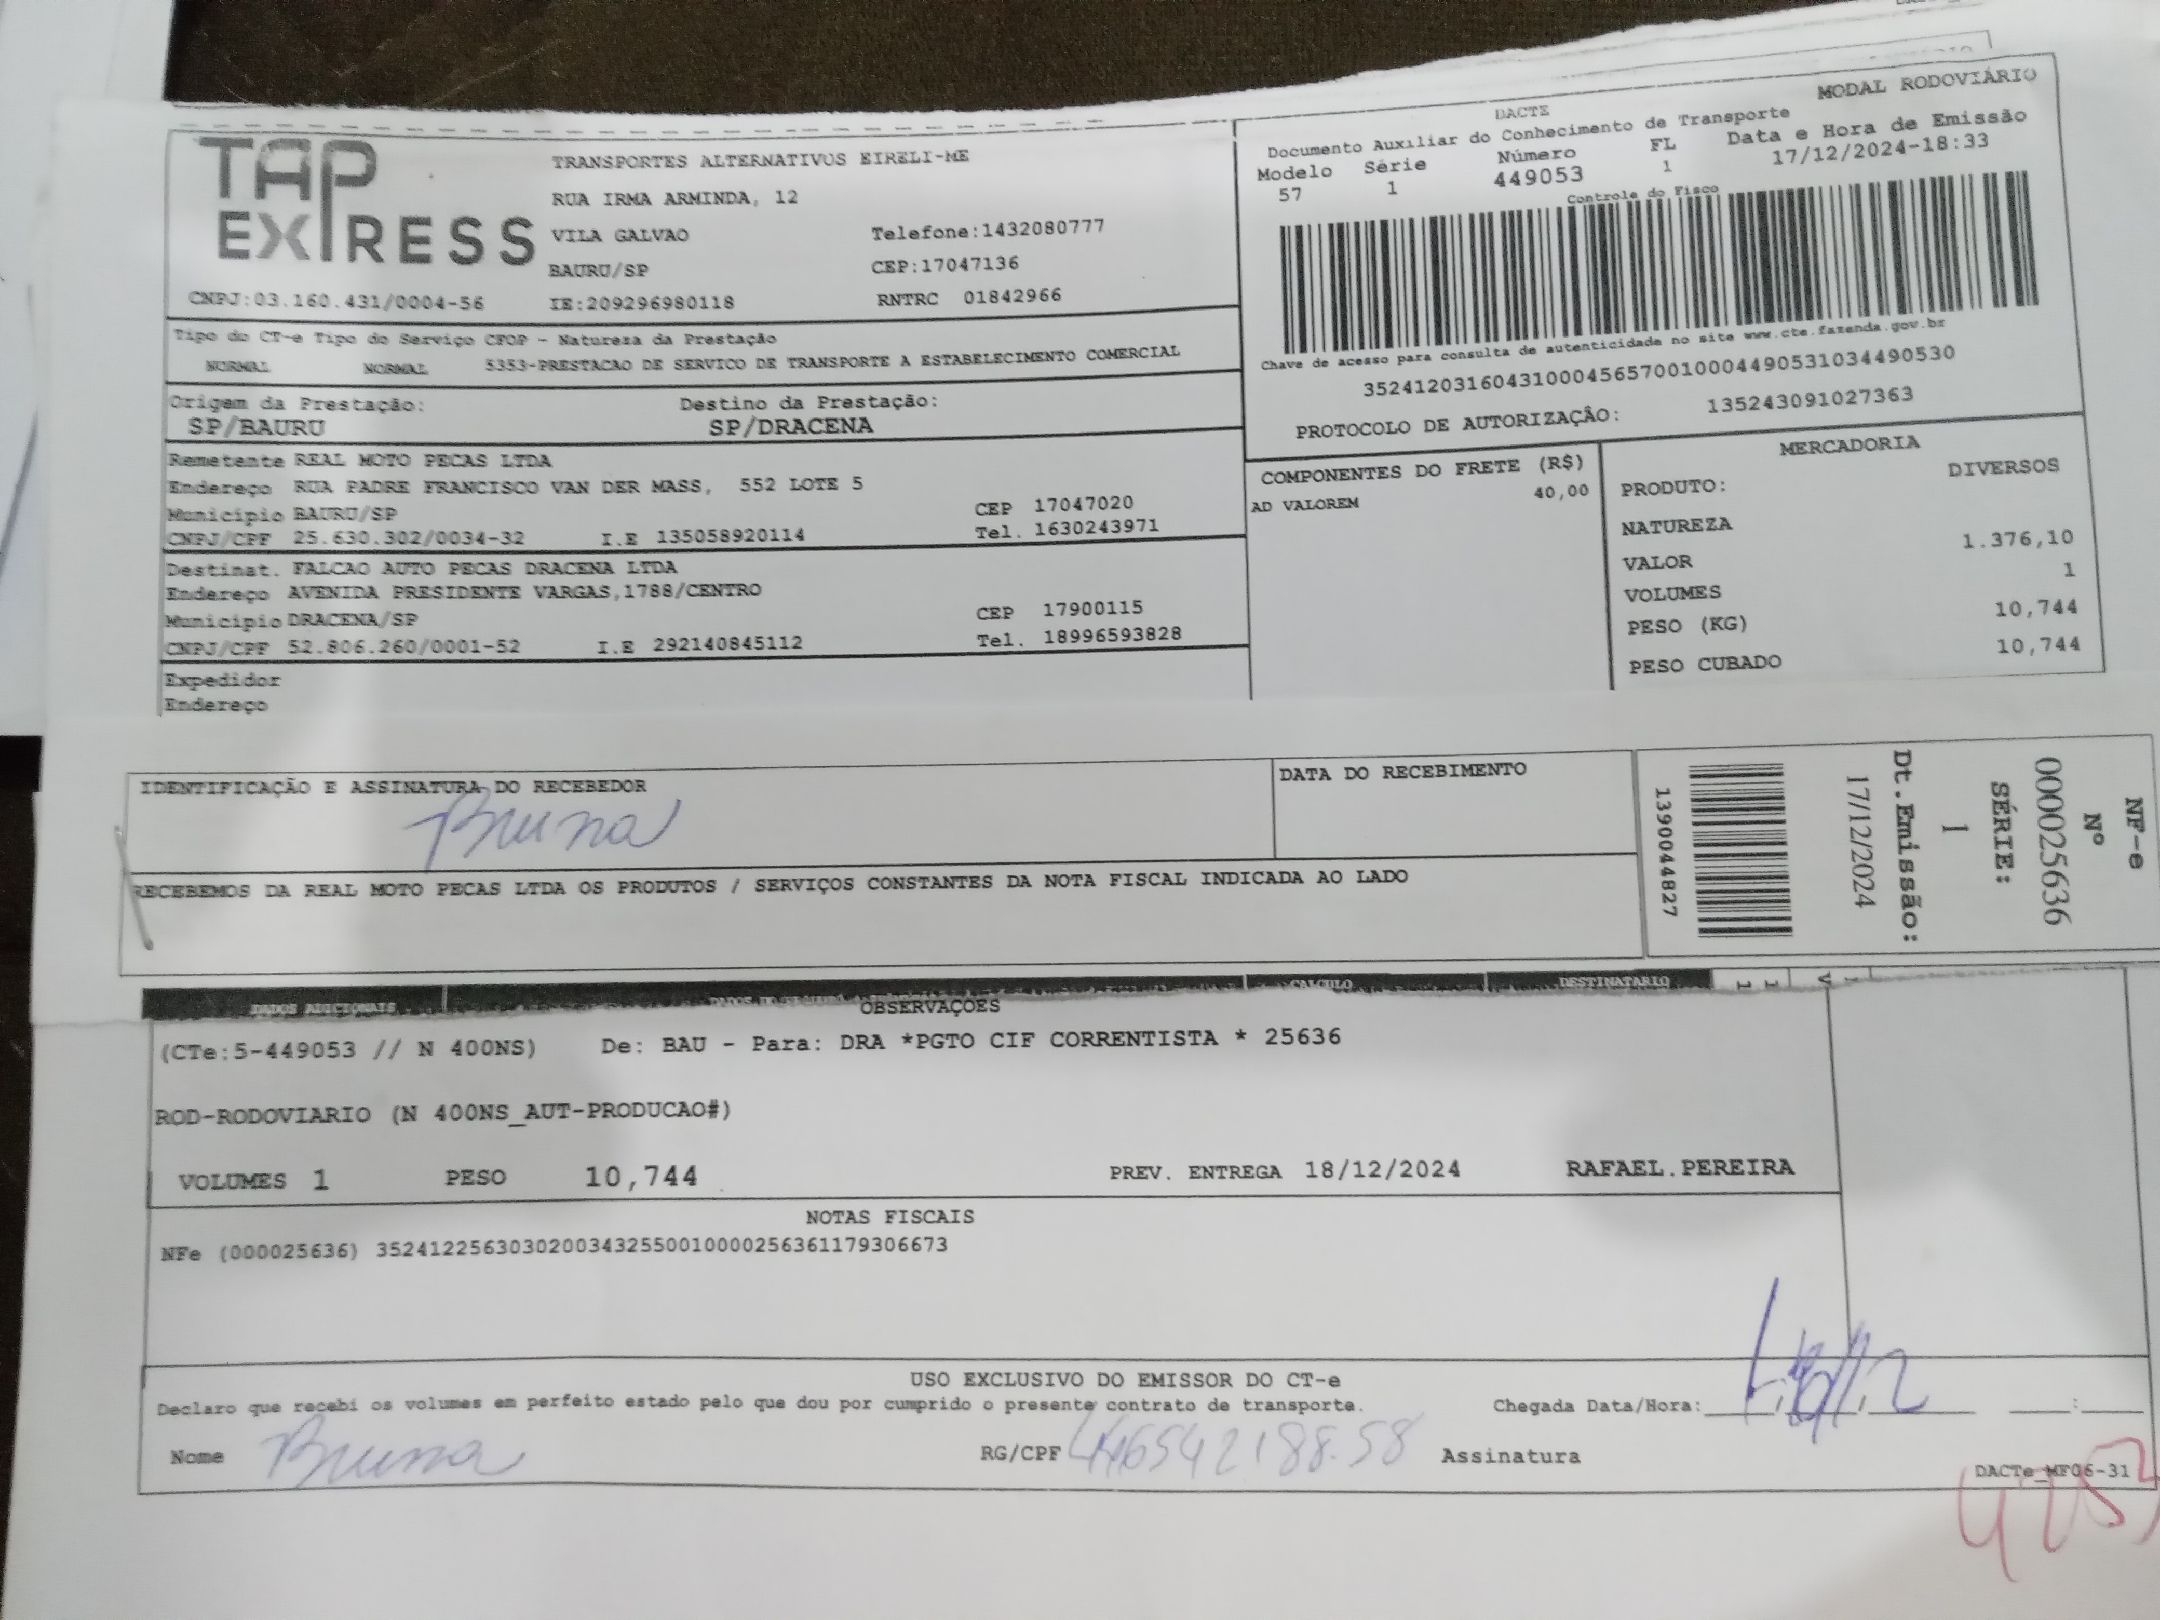 TAP EXPRESS
TRANSPORTES ALTERNATIVOS EIRELI-ME
RUA IRMA ARMINDA, 12
VILA GALVAO Telefone:1432080777
BAURU/SP CEP:17047136
CNPJ:03.160.431/0004-56 IE:209296980118 RNTRC 01842966
MODAL RODOVIÁRIO
DACTE
Documento Auxiliar do Conhecimento de Transporte
Modelo Série Número FL Data e Hora de Emissão
57 1 449053 1 17/12/2024-18:33
Controle do Fisco
Chave de acesso para consulta de autenticidade no site www.cte.fazenda.gov.br
35241203160431000456570010004490531034490530
PROTOCOLO DE AUTORIZAÇÃO: 135243091027363
Tipo do CT-e Tipo do Serviço CFOP - Natureza da Prestação
NORMAL NORMAL 5353-PRESTACAO DE SERVICO DE TRANSPORTE A ESTABELECIMENTO COMERCIAL
Origem da Prestação: Destino da Prestação:
SP/BAURU SP/DRACENA
Remetente REAL MOTO PECAS LTDA
Endereço RUA PADRE FRANCISCO VAN DER MASS, 552 LOTE 5
Município BAURU/SP CEP 17047020
CNPJ/CPF 25.630.302/0034-32 I.E 135058920114 Tel. 1630243971
Destinat. FALCAO AUTO PECAS DRACENA LTDA
Endereço AVENIDA PRESIDENTE VARGAS,1788/CENTRO
Município DRACENA/SP CEP 17900115
CNPJ/CPF 52.806.260/0001-52 I.E 292140845112 Tel. 18996593828
Expedidor
Endereço
COMPONENTES DO FRETE (R$)
AD VALOREM 40,00
MERCADORIA
PRODUTO: DIVERSOS
NATUREZA
VALOR 1.376,10
VOLUMES 1
PESO (KG) 10,744
PESO CUBADO 10,744
IDENTIFICAÇÃO E ASSINATURA DO RECEBEDOR
Bruna
DATA DO RECEBIMENTO
RECEBEMOS DA REAL MOTO PECAS LTDA OS PRODUTOS / SERVIÇOS CONSTANTES DA NOTA FISCAL INDICADA AO LADO
NF-e
Nº
000025636
SÉRIE:
1
Dt.Emissão:
17/12/2024
1390044827
DADOS ADICIONAIS CALCULO DESTINATARIO
OBSERVAÇÕES
(CTe:5-449053 // N 400NS) De: BAU - Para: DRA *PGTO CIF CORRENTISTA * 25636
ROD-RODOVIARIO (N 400NS_AUT-PRODUCAO#)
VOLUMES 1 PESO 10,744 PREV. ENTREGA 18/12/2024 RAFAEL.PEREIRA
NOTAS FISCAIS
NFe (000025636) 35241225630302003432550010000256361179306673
USO EXCLUSIVO DO EMISSOR DO CT-e
Declaro que recebi os volumes em perfeito estado pelo que dou por cumprido o presente contrato de transporte. Chegada Data/Hora:
Nome Bruna RG/CPF 446542188.58 Assinatura
DACTe_MF06-31